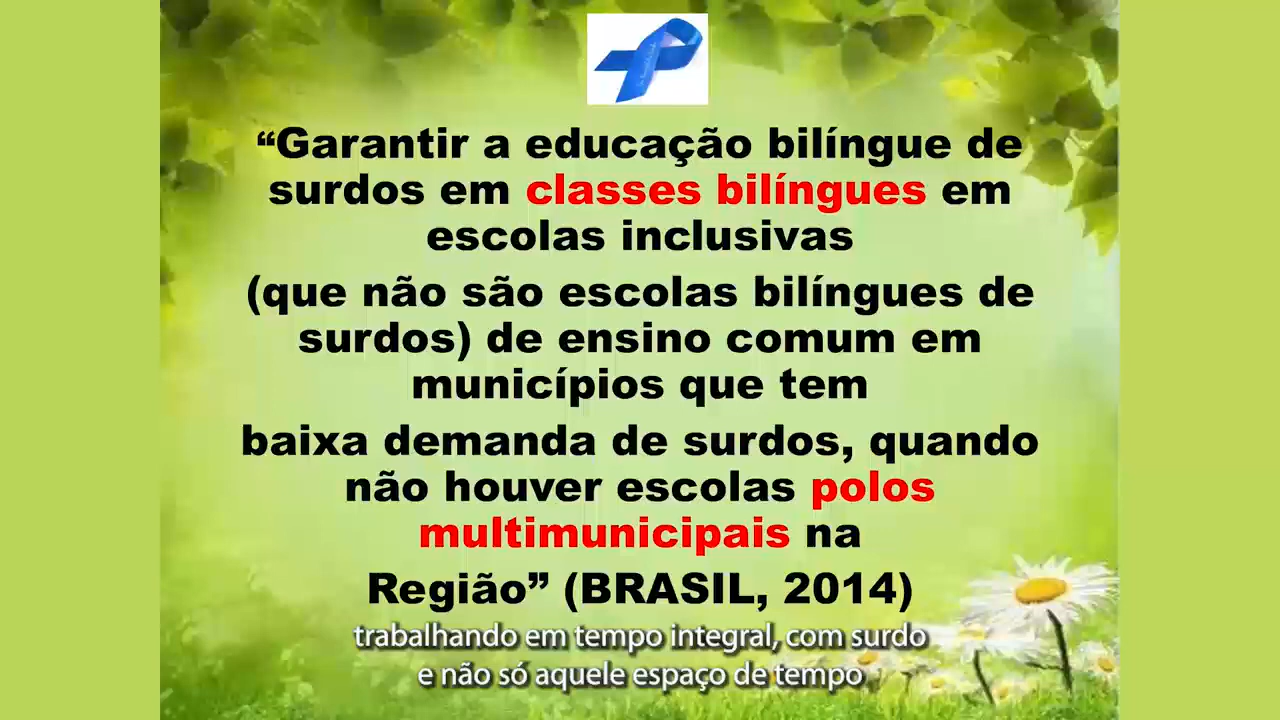 “Garantir a educação bilíngue de
surdos em classes bilíngues em
escolas inclusivas
(que não são escolas bilíngues de
surdos) de ensino comum em
municípios que tem
baixa demanda de surdos, quando
não houver escolas polos
multimunicipais na
Região” (BRASIL, 2014)
trabalhando em tempo integral, com surdo
e não só aquele espaço de tempo